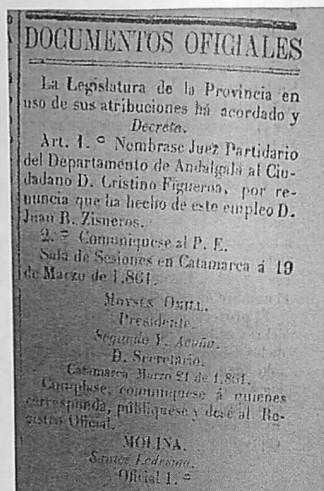 DOCUMENTOS OFICIALES
La Legislatura de la Provincia en
uso de sus atribuciones há acordado y
Decreta.
Art. 1. º Nombrase Juez Partidario
del Departamento de Andalgalá al Ciu-
dadano D. Cristino Figueroa, por re-
nuncia que ha hecho de este empleo D.
Juan B. Zisneros.
2. º Comuniquese al P. E.
Sala de Sesiones en Catamarca á 19
de Marzo de 1,861.
MOYSES
Presidente.
Segundo Y. Acuña.
D. Secretario.
Catamarca Marzo 21 de 1,861.
Cumplase, comuniquese á quienes
corresponda, públiquese y dese al Re-
gistro Oficial.
MOLINA.
Santos Ledesma.
Oficial 1. º